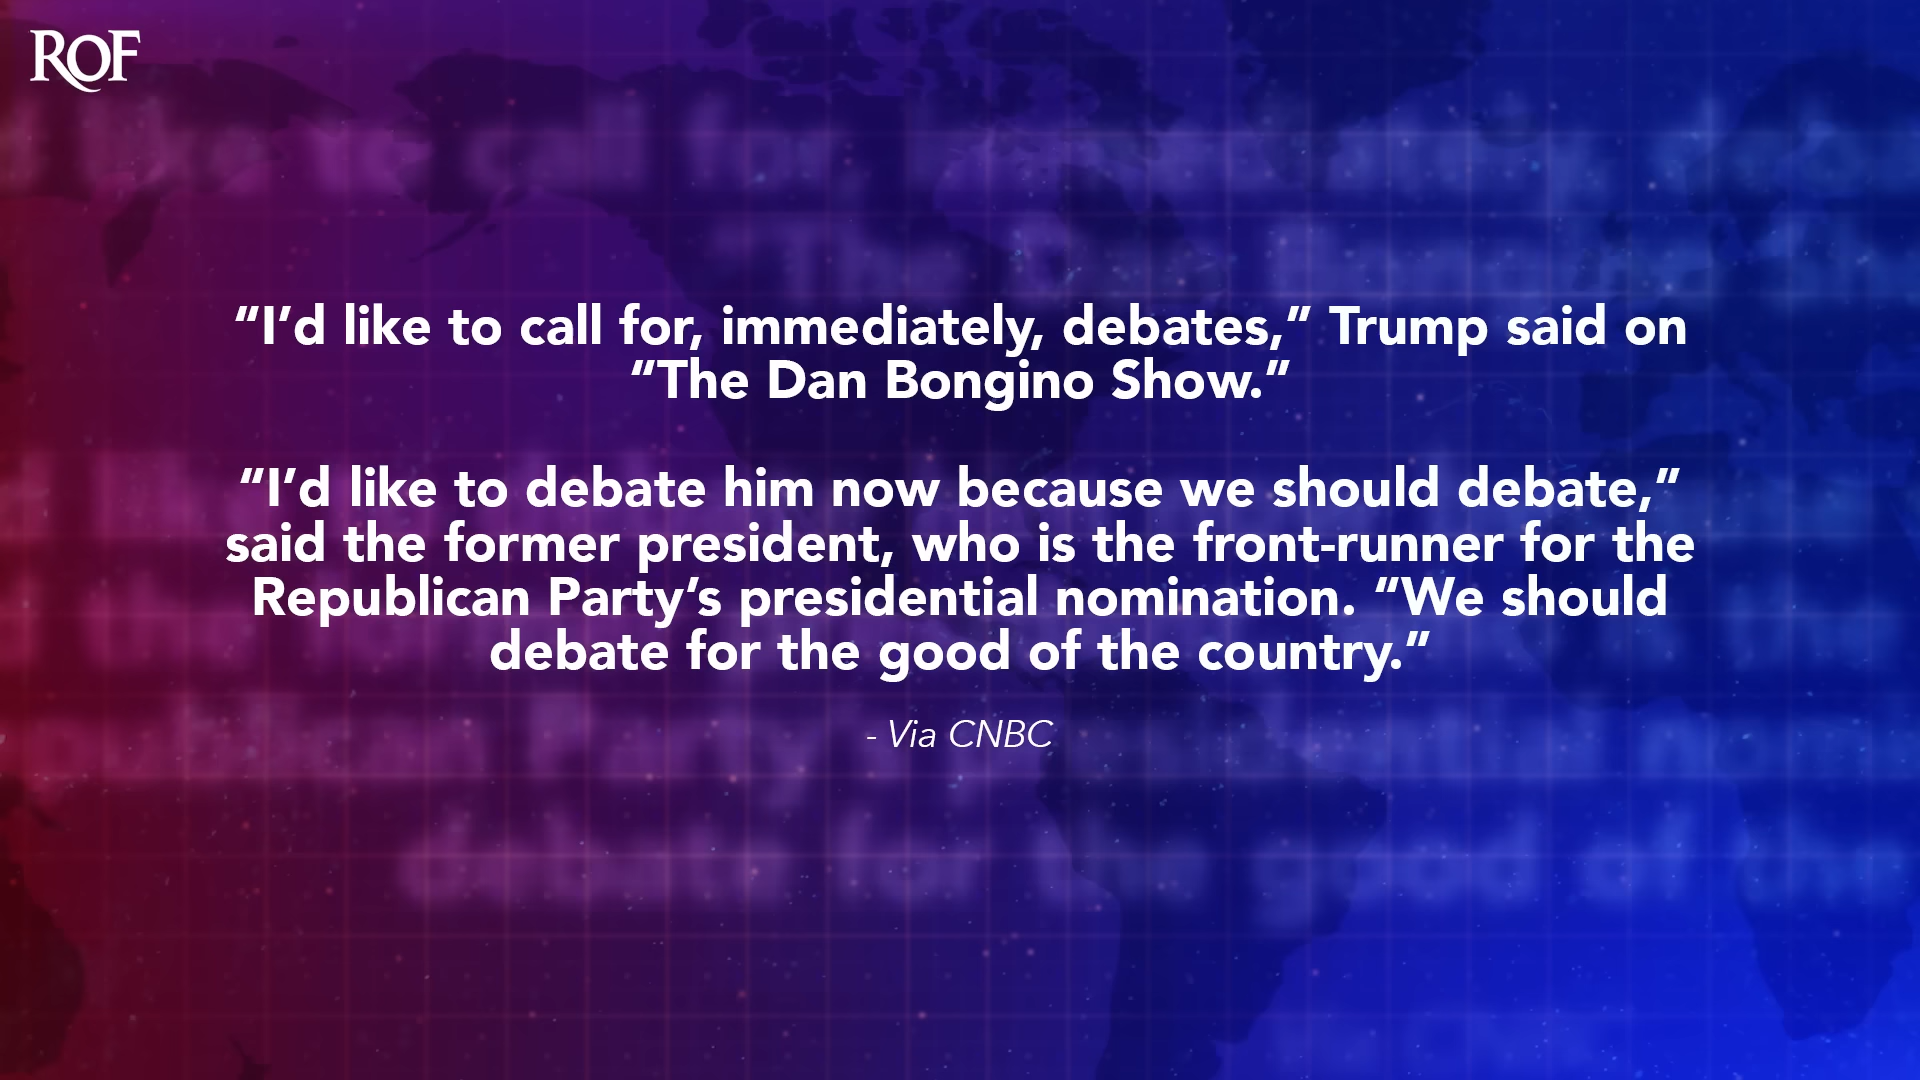 ROF
“I’d like to call for, immediately, debates,” Trump said on
“The Dan Bongino Show.”
“I’d like to debate him now because we should debate,”
said the former president, who is the front-runner for the
Republican Party’s presidential nomination. “We should
debate for the good of the country.”
- Via CNBC